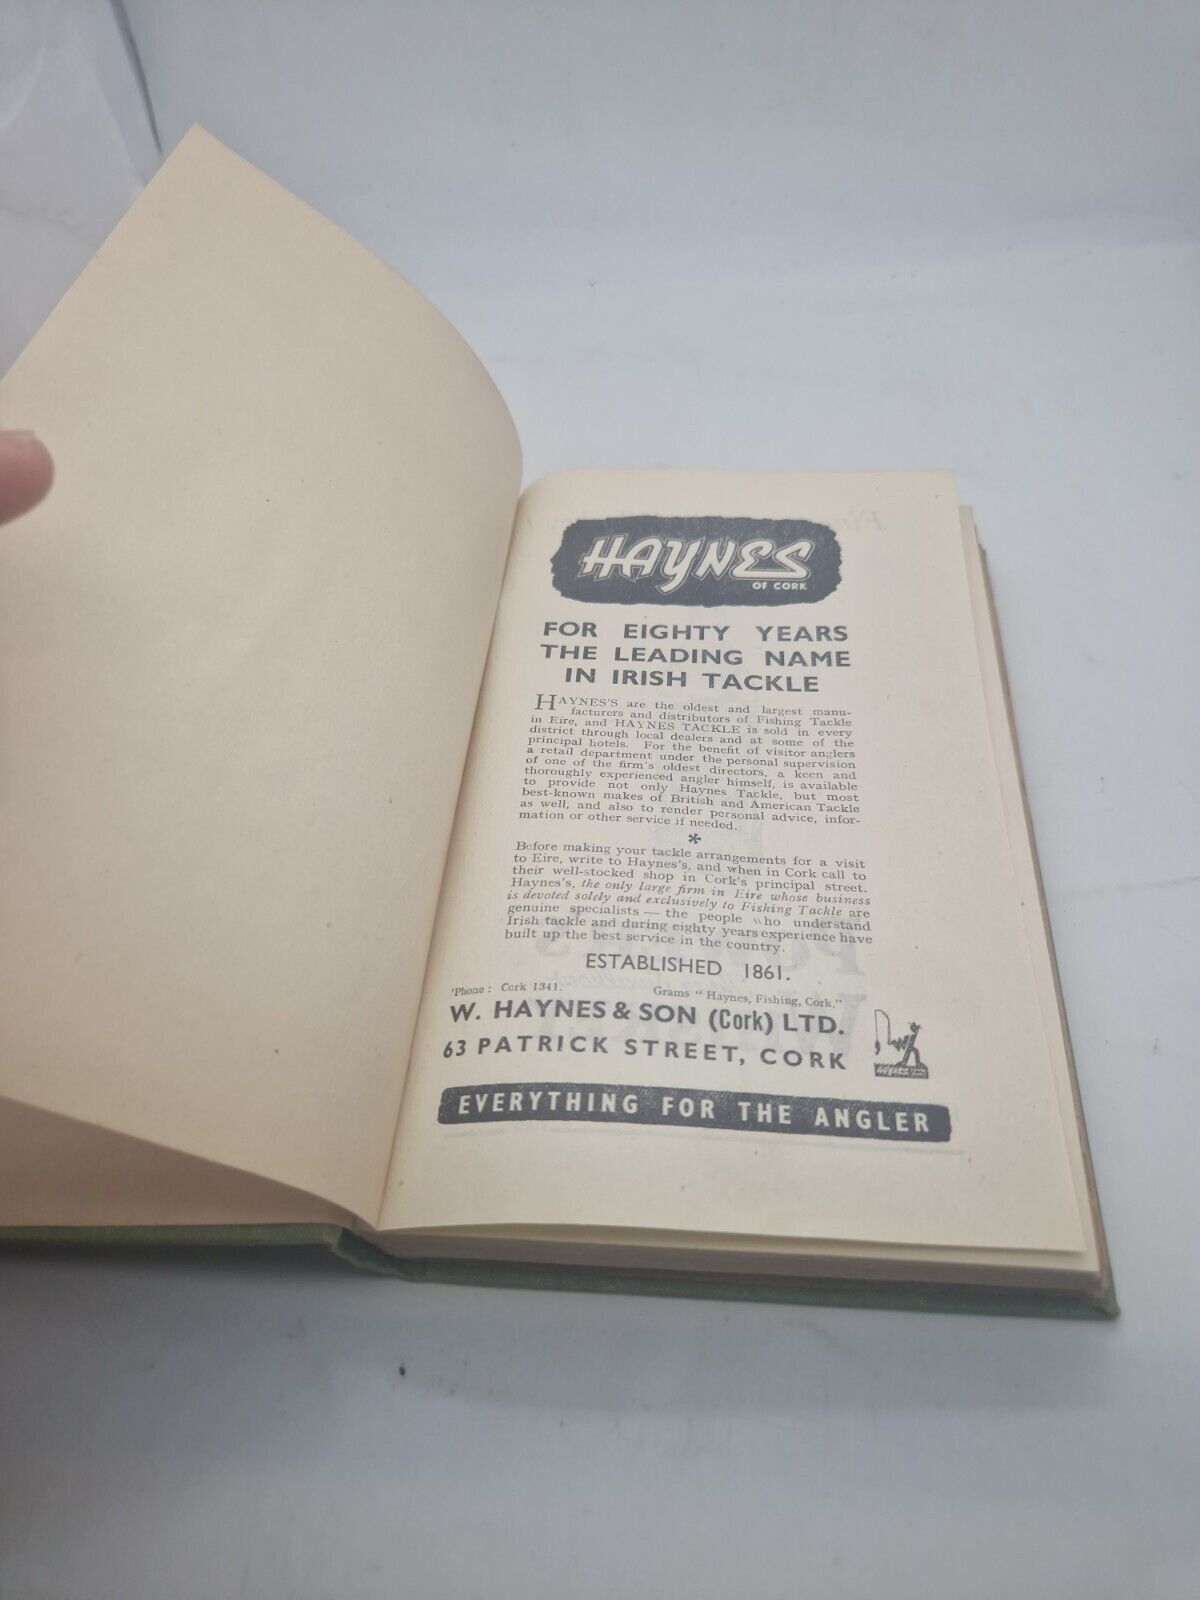 HAYNES
OF CORK
FOR EIGHTY YEARS
THE LEADING NAME
IN IRISH TACKLE
HAYNES'S are the oldest and largest manu-
facturers and distributors of Fishing Tackle
in Eire, and HAYNES TACKLE is sold in every
district through local dealers and at some of the
principal hotels. For the benefit of visitor anglers
a retail department under the personal supervision
of one of the firm's oldest directors, a keen and
thoroughly experienced angler himself, is available
to provide not only Haynes Tackle, but most
best-known makes of British and American Tackle
as well, and also to render personal advice, infor-
mation or other service if needed.
*
Before making your tackle arrangements for a visit
to Eire, write to Haynes's, and when in Cork call to
their well-stocked shop in Cork's principal street.
Haynes's, the only large firm in Eire whose business
is devoted solely and exclusively to Fishing Tackle are
genuine specialists — the people who understand
Irish tackle and during eighty years experience have
built up the best service in the country.
ESTABLISHED 1861.
'Phone : Cork 1341. Grams " Haynes, Fishing, Cork."
W. HAYNES & SON (Cork) LTD.
63 PATRICK STREET, CORK
HAYNES
EVERYTHING FOR THE ANGLER